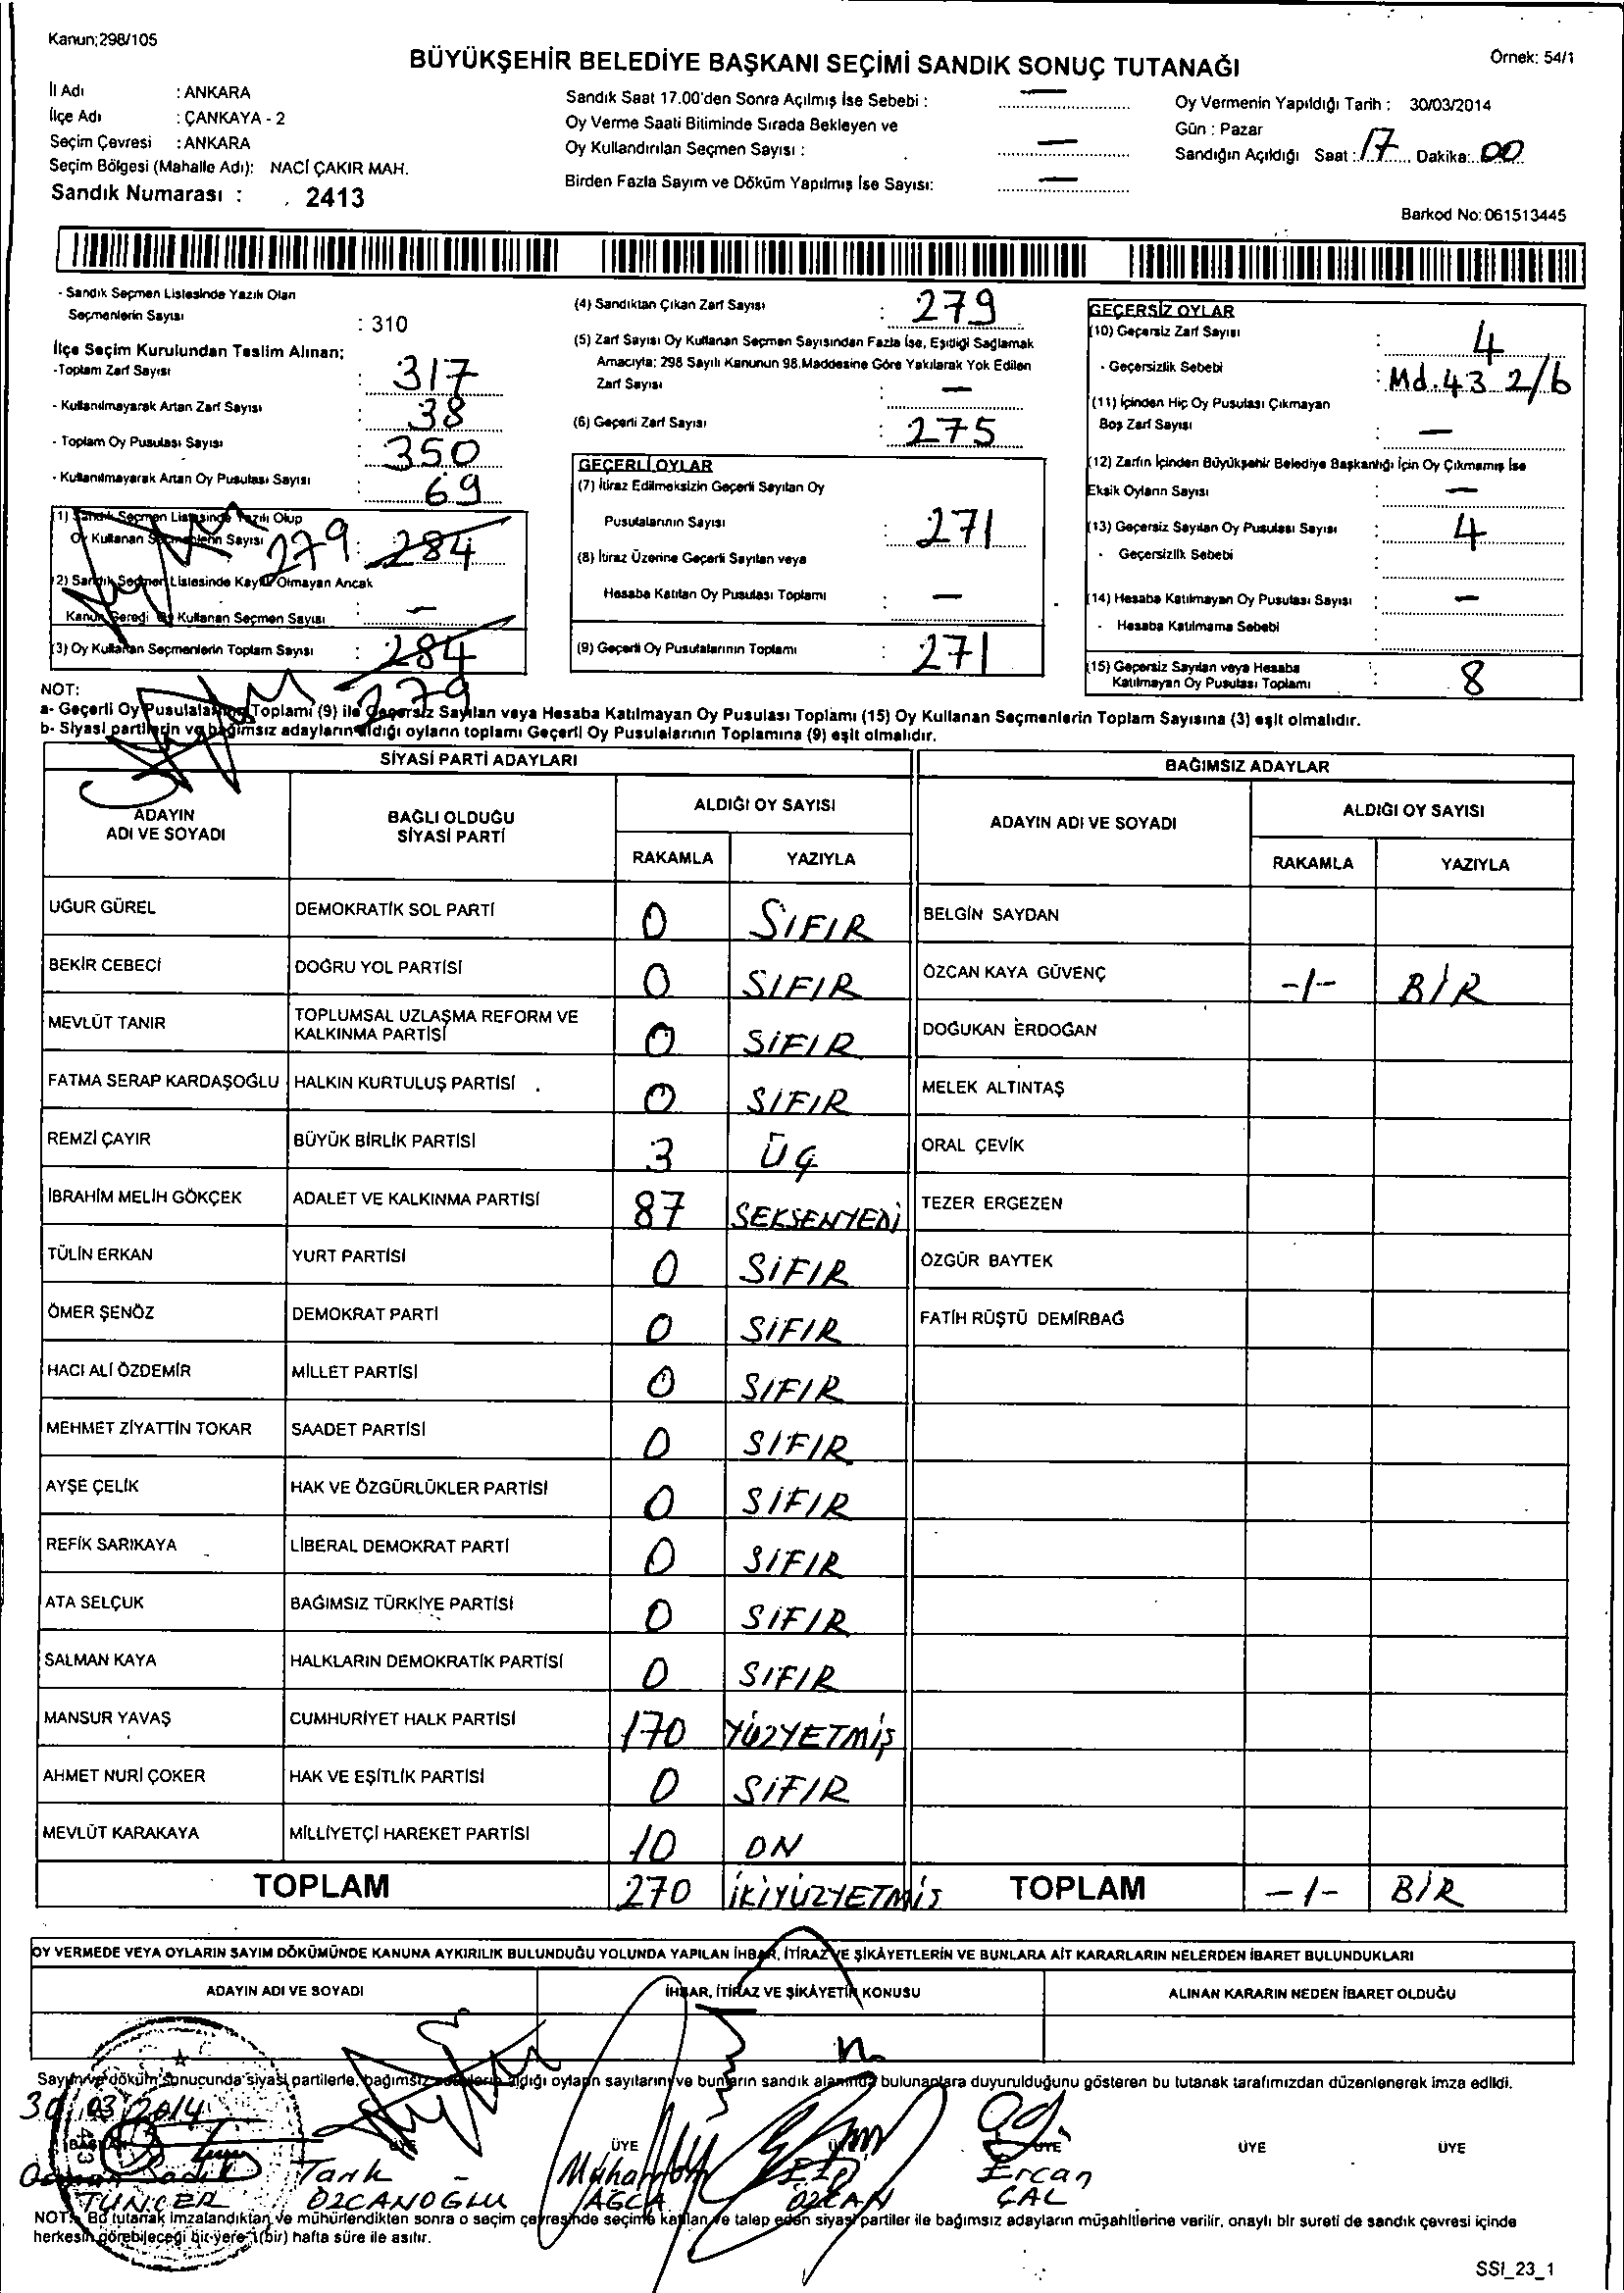 Kanun;298/105
BÜYÜKŞEHİR BELEDİYE BAŞKANI SEÇİMİ SANDIK SONUÇ TUTANAĞI
Örnek: 54/1
İl Adı : ANKARA
İlçe Adı : ÇANKAYA - 2
Seçim Çevresi : ANKARA
Seçim Bölgesi (Mahalle Adı): NACİ ÇAKIR MAH.
Sandık Numarası : 2413
Sandık Saat 17.00'den Sonra Açılmış İse Sebebi : —
Oy Verme Saati Bitiminde Sırada Bekleyen ve
Oy Kullandırılan Seçmen Sayısı : —
Birden Fazla Sayım ve Döküm Yapılmış İse Sayısı: —
Oy Vermenin Yapıldığı Tarih : 30/03/2014
Gün : Pazar
Sandığın Açıldığı Saat : 17 Dakika: 00
Barkod No: 061513445
- Sandık Seçmen Listesinde Yazılı Olan
Seçmenlerin Sayısı : 310
İlçe Seçim Kurulundan Teslim Alınan;
-Toplam Zarf Sayısı : 317
- Kullanılmayarak Artan Zarf Sayısı : 38
- Toplam Oy Pusulası Sayısı : 350
- Kullanılmayarak Artan Oy Pusulası Sayısı : 69
(1) Sandık Seçmen Listesinde Yazılı Olup
Oy Kullanan Seçmenlerin Sayısı 279 : 284
(2) Sandık Seçmen Listesinde Kayıtlı Olmayan Ancak
Kanun Geredi Oy Kullanan Seçmen Sayısı : —
(3) Oy Kullanan Seçmenlerin Toplam Sayısı : 284
279
(4) Sandıktan Çıkan Zarf Sayısı : 279
(5) Zarf Sayısı Oy Kullanan Seçmen Sayısından Fazla İse, Eşitliği Sağlamak
Amacıyla; 298 Sayılı Kanunun 98.Maddesine Göre Yakılarak Yok Edilen
Zarf Sayısı : —
(6) Geçerli Zarf Sayısı : 275
GEÇERLİ OYLAR
(7) İtiraz Edilmeksizin Geçerli Sayılan Oy
Pusulalarının Sayısı : 271
(8) İtiraz Üzerine Geçerli Sayılan veya
Hesaba Katılan Oy Pusulası Toplamı : —
(9) Geçerli Oy Pusulalarının Toplamı : 271
GEÇERSİZ OYLAR
(10) Geçersiz Zarf Sayısı : 4
- Geçersizlik Sebebi : Md.43 2/b
(11) İçinden Hiç Oy Pusulası Çıkmayan
Boş Zarf Sayısı : —
(12) Zarfın İçinden Büyükşehir Belediye Başkanlığı İçin Oy Çıkmamış İse
Eksik Oyların Sayısı : —
(13) Geçersiz Sayılan Oy Pusulası Sayısı : 4
- Geçersizlik Sebebi :
(14) Hesaba Katılmayan Oy Pusulası Sayısı : —
- Hesaba Katılmama Sebebi :
(15) Geçersiz Sayılan veya Hesaba
Katılmayan Oy Pusulası Toplamı : 8
NOT:
a- Geçerli Oy Pusulalarının Toplamı (9) ile Geçersiz Sayılan veya Hesaba Katılmayan Oy Pusulası Toplamı (15) Oy Kullanan Seçmenlerin Toplam Sayısına (3) eşit olmalıdır.
b- Siyasi partilerin ve bağımsız adayların aldığı oyların toplamı Geçerli Oy Pusulalarının Toplamına (9) eşit olmalıdır.
SİYASİ PARTİ ADAYLARI
BAĞIMSIZ ADAYLAR
ADAYIN ADI VE SOYADI
BAĞLI OLDUĞU SİYASİ PARTİ
ALDIĞI OY SAYISI
RAKAMLA YAZIYLA
ADAYIN ADI VE SOYADI
ALDIĞI OY SAYISI
RAKAMLA YAZIYLA
UĞUR GÜREL DEMOKRATİK SOL PARTİ 0 SIFIR BELGİN SAYDAN
BEKİR CEBECİ DOĞRU YOL PARTİSİ 0 SIFIR ÖZCAN KAYA GÜVENÇ -1- BİR
MEVLÜT TANIR TOPLUMSAL UZLAŞMA REFORM VE KALKINMA PARTİSİ 0 SİFIR DOĞUKAN ERDOĞAN
FATMA SERAP KARDAŞOĞLU HALKIN KURTULUŞ PARTİSİ 0 SIFIR MELEK ALTINTAŞ
REMZİ ÇAYIR BÜYÜK BİRLİK PARTİSİ 3 ÜÇ ORAL ÇEVİK
İBRAHİM MELİH GÖKÇEK ADALET VE KALKINMA PARTİSİ 87 SEKSENYEDİ TEZER ERGEZEN
TÜLİN ERKAN YURT PARTİSİ 0 SİFIR ÖZGÜR BAYTEK
ÖMER ŞENÖZ DEMOKRAT PARTİ 0 SİFIR FATİH RÜŞTÜ DEMİRBAĞ
HACI ALİ ÖZDEMİR MİLLET PARTİSİ 0 SIFIR
MEHMET ZİYATTİN TOKAR SAADET PARTİSİ 0 SIFIR
AYŞE ÇELİK HAK VE ÖZGÜRLÜKLER PARTİSİ 0 SİFIR
REFİK SARIKAYA LİBERAL DEMOKRAT PARTİ 0 SIFIR
ATA SELÇUK BAĞIMSIZ TÜRKİYE PARTİSİ 0 SİFIR
SALMAN KAYA HALKLARIN DEMOKRATİK PARTİSİ 0 SIFIR
MANSUR YAVAŞ CUMHURİYET HALK PARTİSİ 170 YÜZYETMİŞ
AHMET NURİ ÇOKER HAK VE EŞİTLİK PARTİSİ 0 SİFIR
MEVLÜT KARAKAYA MİLLİYETÇİ HAREKET PARTİSİ 10 ON
TOPLAM 270 İKİYÜZYETMİŞ TOPLAM -1- BİR
OY VERMEDE VEYA OYLARIN SAYIM DÖKÜMÜNDE KANUNA AYKIRILIK BULUNDUĞU YOLUNDA YAPILAN İHBAR, İTİRAZ VE ŞİKÂYETLERİN VE BUNLARA AİT KARARLARIN NELERDEN İBARET BULUNDUKLARI
ADAYIN ADI VE SOYADI İHBAR, İTİRAZ VE ŞİKÂYETİN KONUSU ALINAN KARARIN NEDEN İBARET OLDUĞU
Sayım ve döküm sonucunda siyasi partilerle, bağımsız adayların aldığı oyların sayılarını ve bunların sandık alanında bulunanlara duyurulduğunu gösteren bu tutanak tarafımızdan düzenlenerek imza edildi.
30/03/2014
BAŞKAN ÜYE ÜYE ÜYE ÜYE ÜYE ÜYE
Tarık Muhammed Elif Ercan
TUNÇER ÖZCANOĞLU AĞCA ÖZCAN ÇAL
NOT: Bu tutanak imzalandıktan ve mühürlendikten sonra o seçim çevresinde seçime katılan ve talep eden siyasi partiler ile bağımsız adayların müşahitlerine verilir, onaylı bir sureti de sandık çevresi içinde
herkesin görebileceği bir yere 1(bir) hafta süre ile asılır.
SSI_23_1